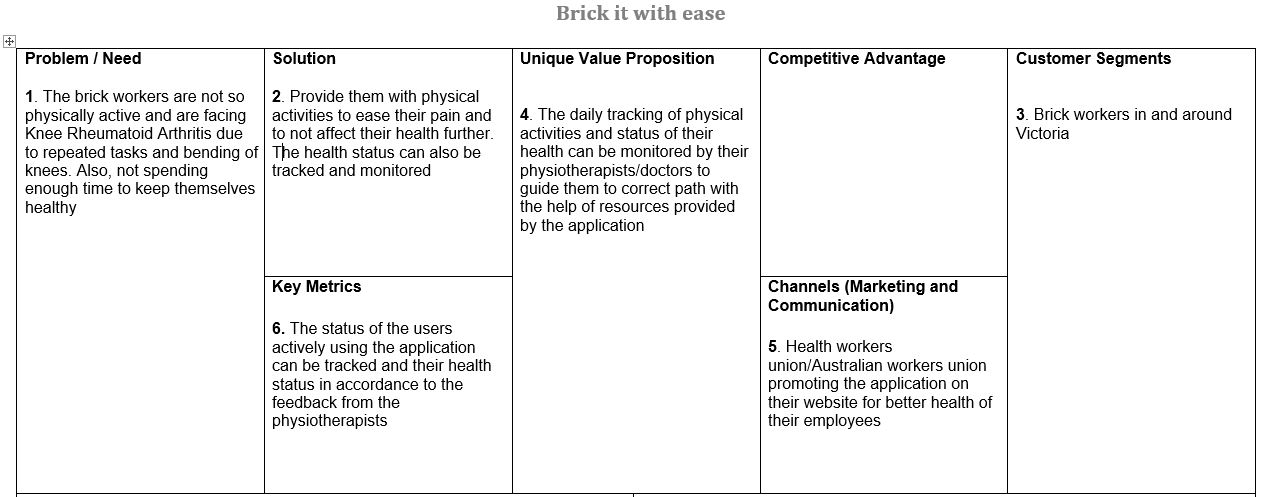 Brick it with ease
Problem / Need
1. The brick workers are not so
physically active and are facing
Knee Rheumatoid Arthritis due
to repeated tasks and bending of
knees. Also, not spending
enough time to keep themselves
healthy
Solution
2. Provide them with physical
activities to ease their pain and
to not affect their health further.
The health status can also be
tracked and monitored
Key Metrics
6. The status of the users
actively using the application
can be tracked and their health
status in accordance to the
feedback from the
physiotherapists
Unique Value Proposition
4. The daily tracking of physical
activities and status of their
health can be monitored by their
physiotherapists/doctors to
guide them to correct path with
the help of resources provided
by the application
Competitive Advantage
Channels (Marketing and
Communication)
5. Health workers
union/Australian workers union
promoting the application on
their website for better health of
their employees
Customer Segments
3. Brick workers in and around
Victoria